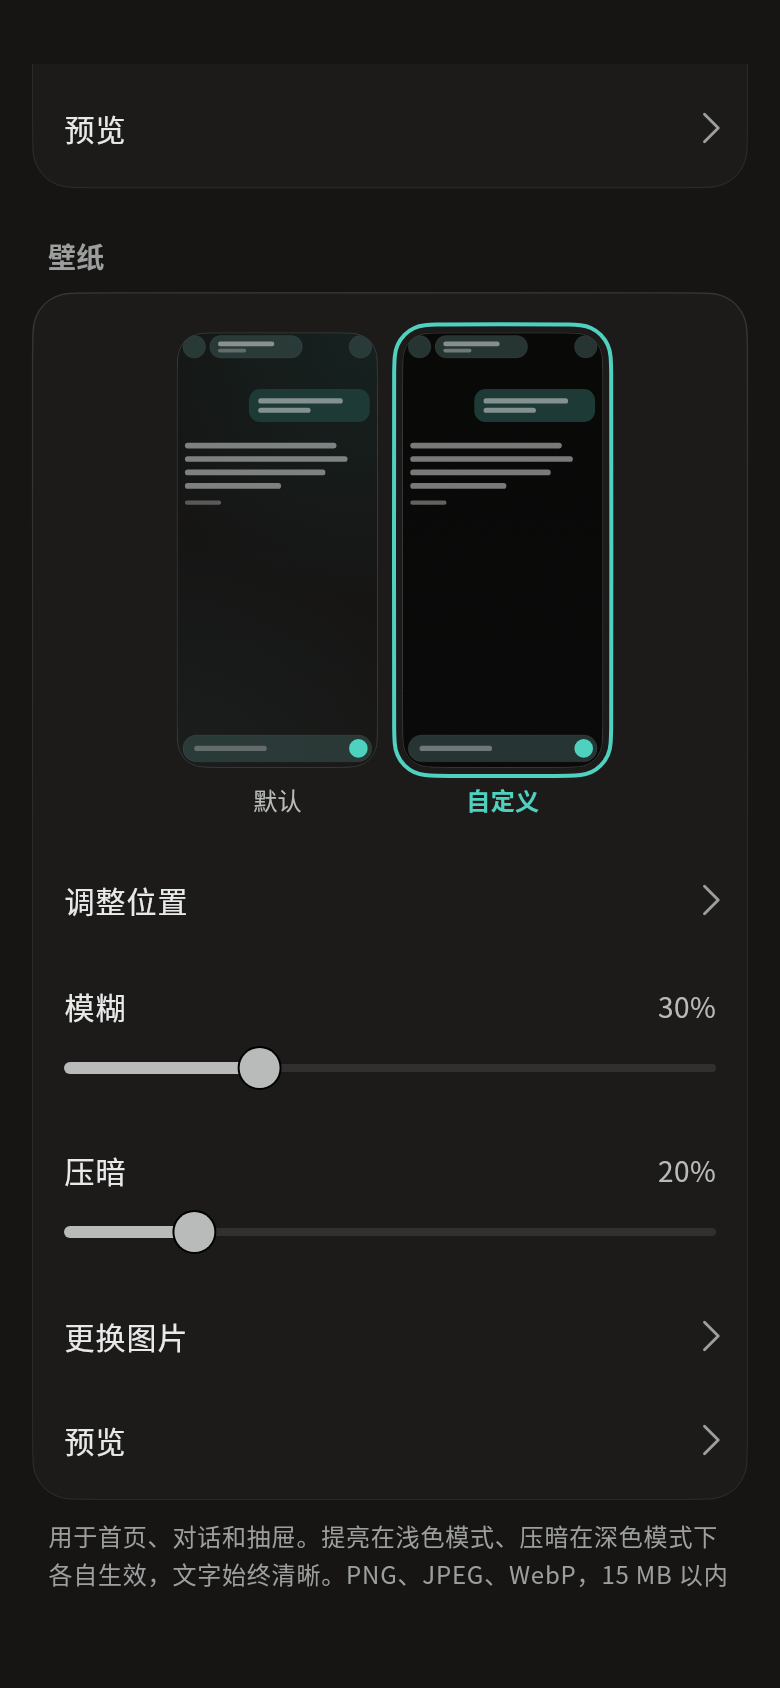 预览
壁纸
默认
自定义
调整位置
模糊
30%
压暗
20%
更换图片
预览
用于首页、对话和抽屉。提亮在浅色模式、压暗在深色模式下
各自生效，文字始终清晰。PNG、JPEG、WebP，15 MB 以内